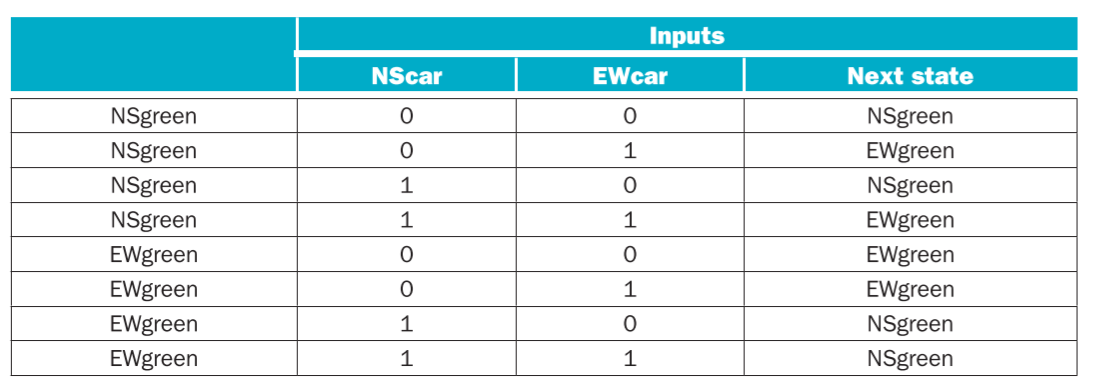 Inputs
NScar EWcar Next state
NSgreen 0 0 NSgreen
NSgreen 0 1 EWgreen
NSgreen 1 0 NSgreen
NSgreen 1 1 EWgreen
EWgreen 0 0 EWgreen
EWgreen 0 1 EWgreen
EWgreen 1 0 NSgreen
EWgreen 1 1 NSgreen